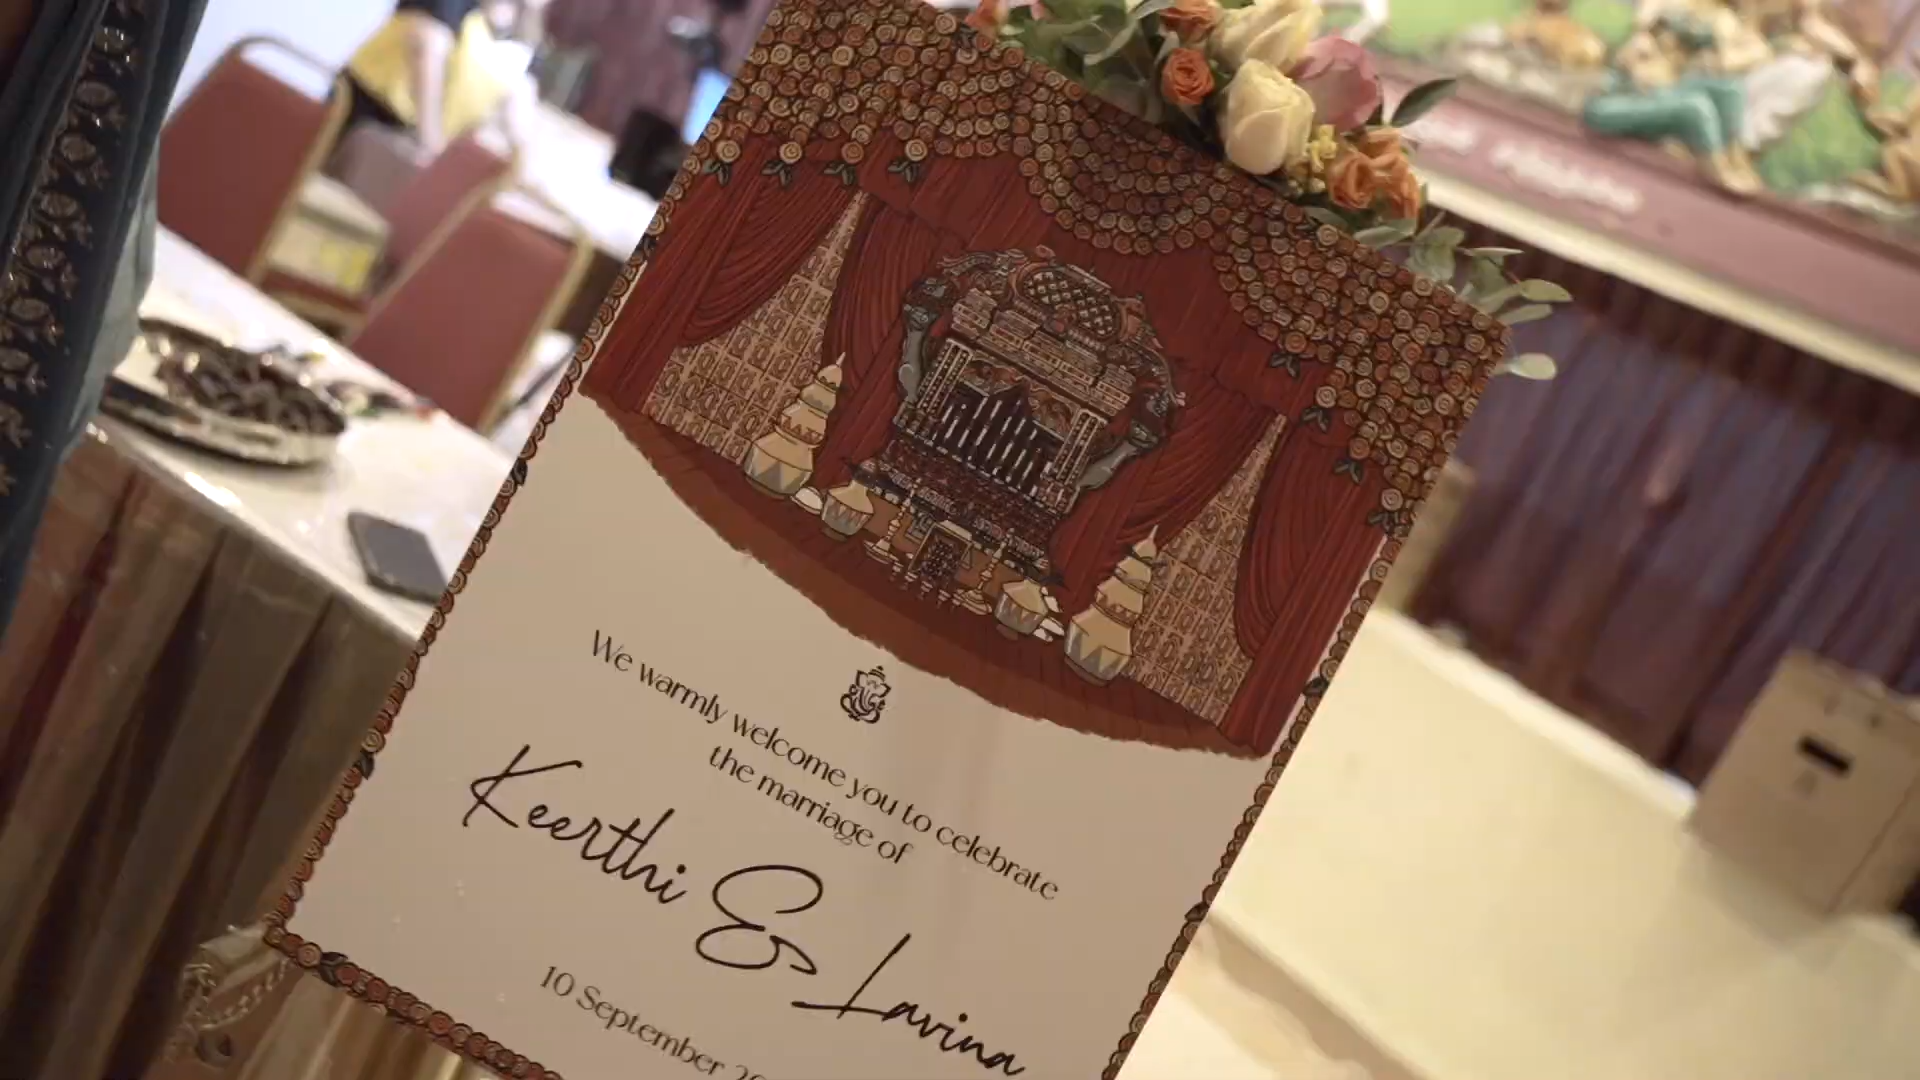 We warmly welcome you to celebrate
the marriage of
Keerthi & Lavina
10 September